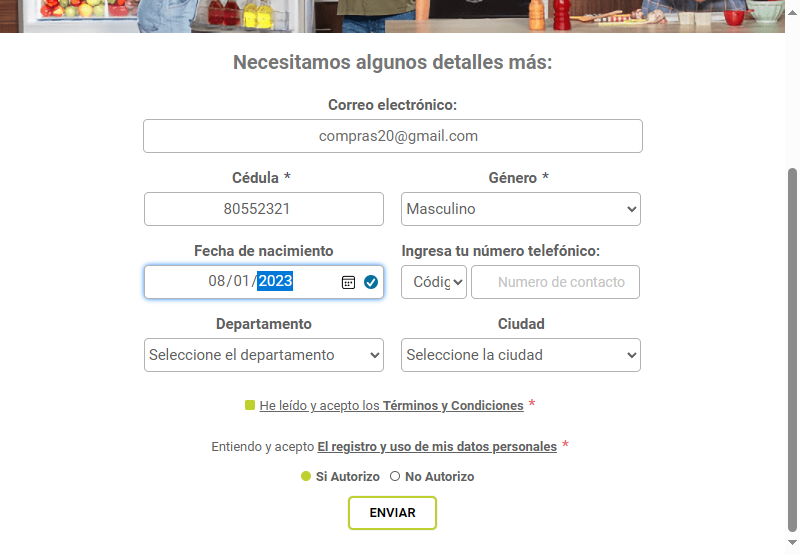 Necesitamos algunos detalles más:
Correo electrónico:
compras20@gmail.com
Cédula * Género *
80552321 Masculino
Fecha de nacimiento Ingresa tu número telefónico:
08/01/2023 Códig Numero de contacto
Departamento Ciudad
Seleccione el departamento Seleccione la ciudad
He leído y acepto los Términos y Condiciones *
Entiendo y acepto El registro y uso de mis datos personales *
Si Autorizo No Autorizo
ENVIAR